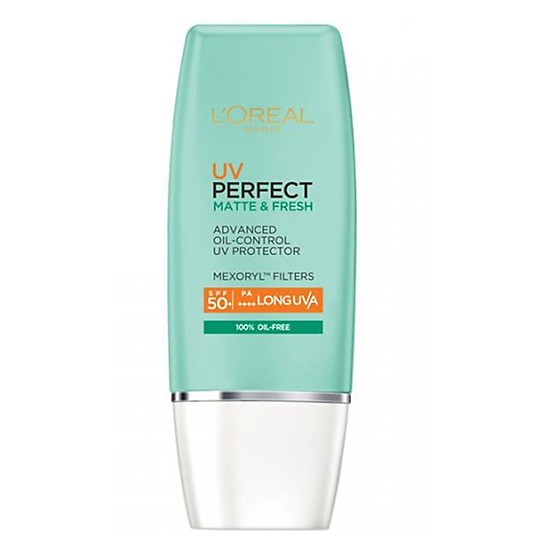 L'ORÉAL
PARIS
UV
PERFECT
MATTE & FRESH
ADVANCED
OIL-CONTROL
UV PROTECTOR
MEXORYL™ FILTERS
SPF 50+ PA ++++ LONG UVA
100% OIL-FREE